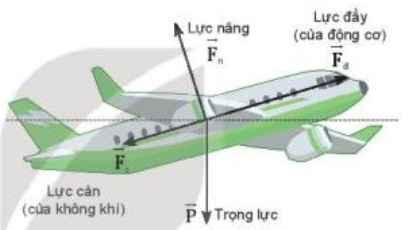 Lực nâng
F⃗ₙ
Lực đẩy
(của động cơ)
F⃗đ
F⃗c
Lực cản
(của không khí)
P⃗ Trọng lực